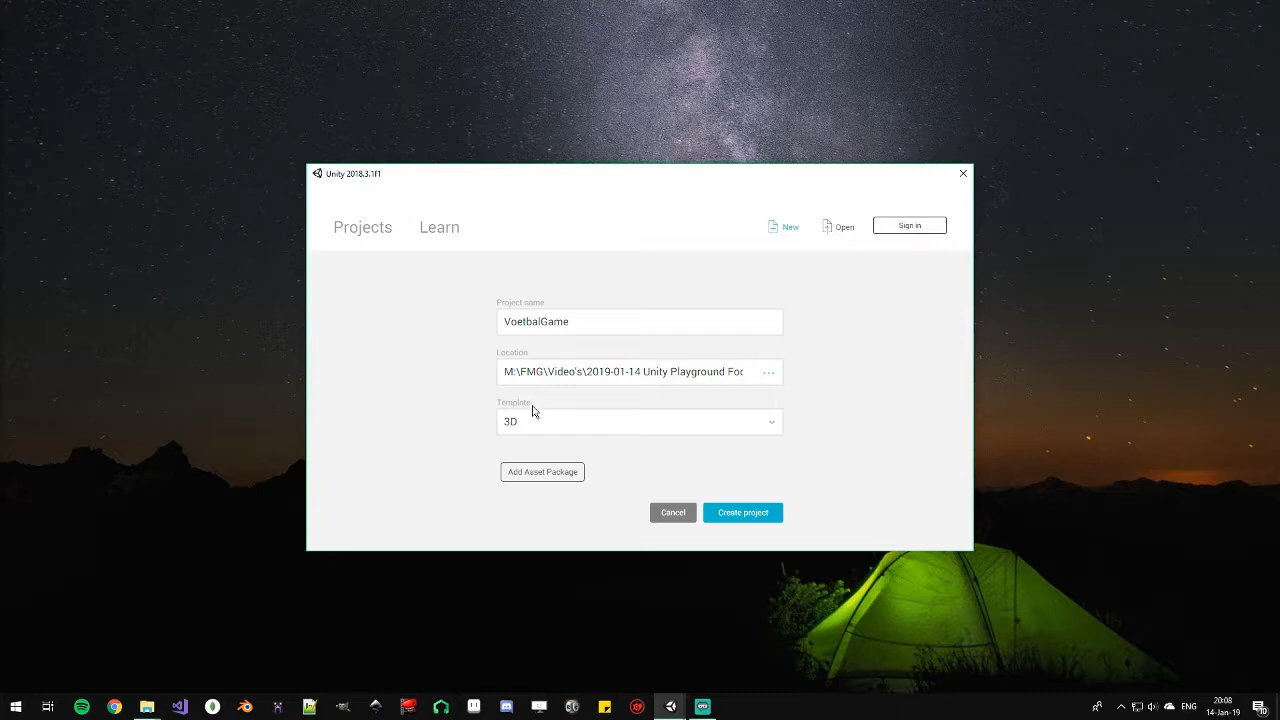 Unity 2018.3.1f1
Projects Learn New Open Sign in
Project name
VoetbalGame
Location
M:\FMG\Video's\2019-01-14 Unity Playground Foc ...
Template
3D
Add Asset Package
Cancel Create project
20:08
ENG
14-Jan-19